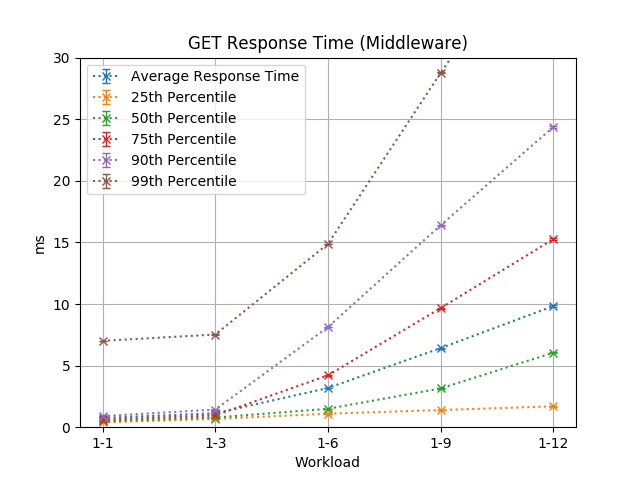 GET Response Time (Middleware)
30
25
20
15
10
5
0
ms
Average Response Time
25th Percentile
50th Percentile
75th Percentile
90th Percentile
99th Percentile
1-1 1-3 1-6 1-9 1-12
Workload